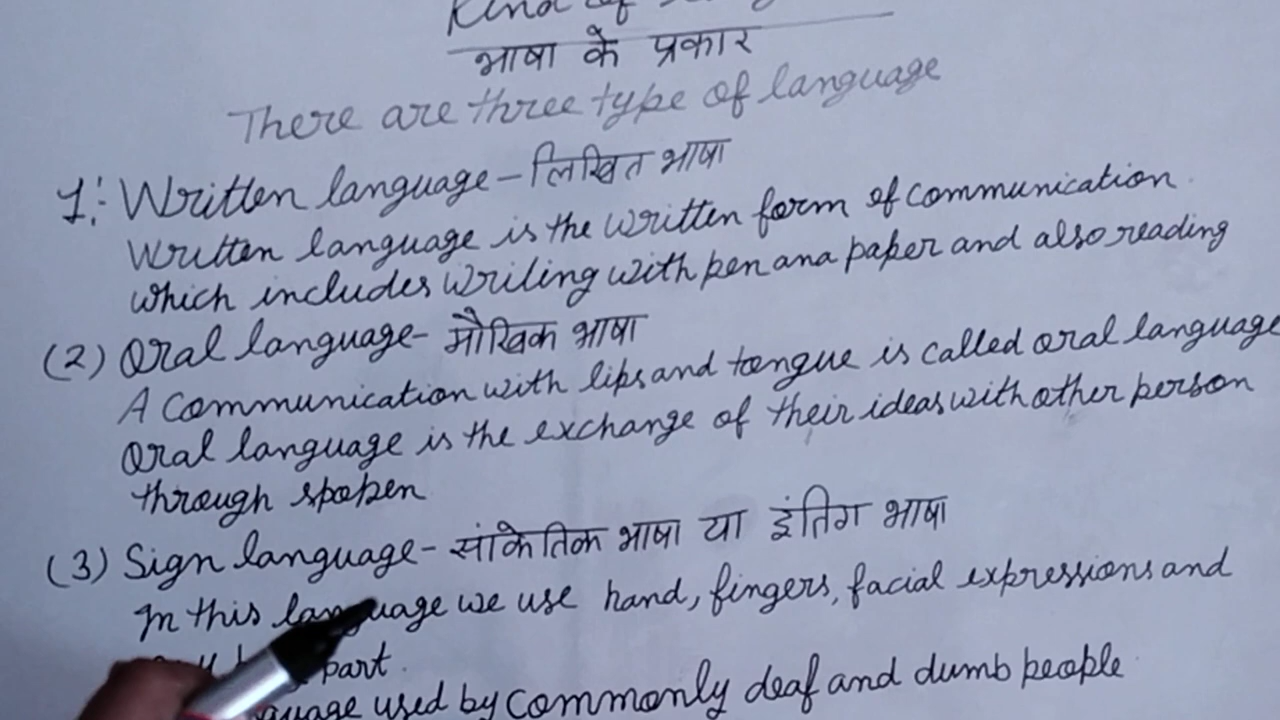 Kind of
भाषा के प्रकार
There are three type of language
1:- Written language - लिखित भाषा
Written language is the written form of communication
which includes writing with pen ana paper and also reading
(2) Oral language - मौखिक भाषा
A communication with lips and tongue is called oral language
Oral language is the exchange of their ideas with other person
through spoken
(3) Sign language - सांकेतिक भाषा या इंतिग भाषा
In this language we use hand, fingers, facial expressions and
part.
used by commonly deaf and dumb people